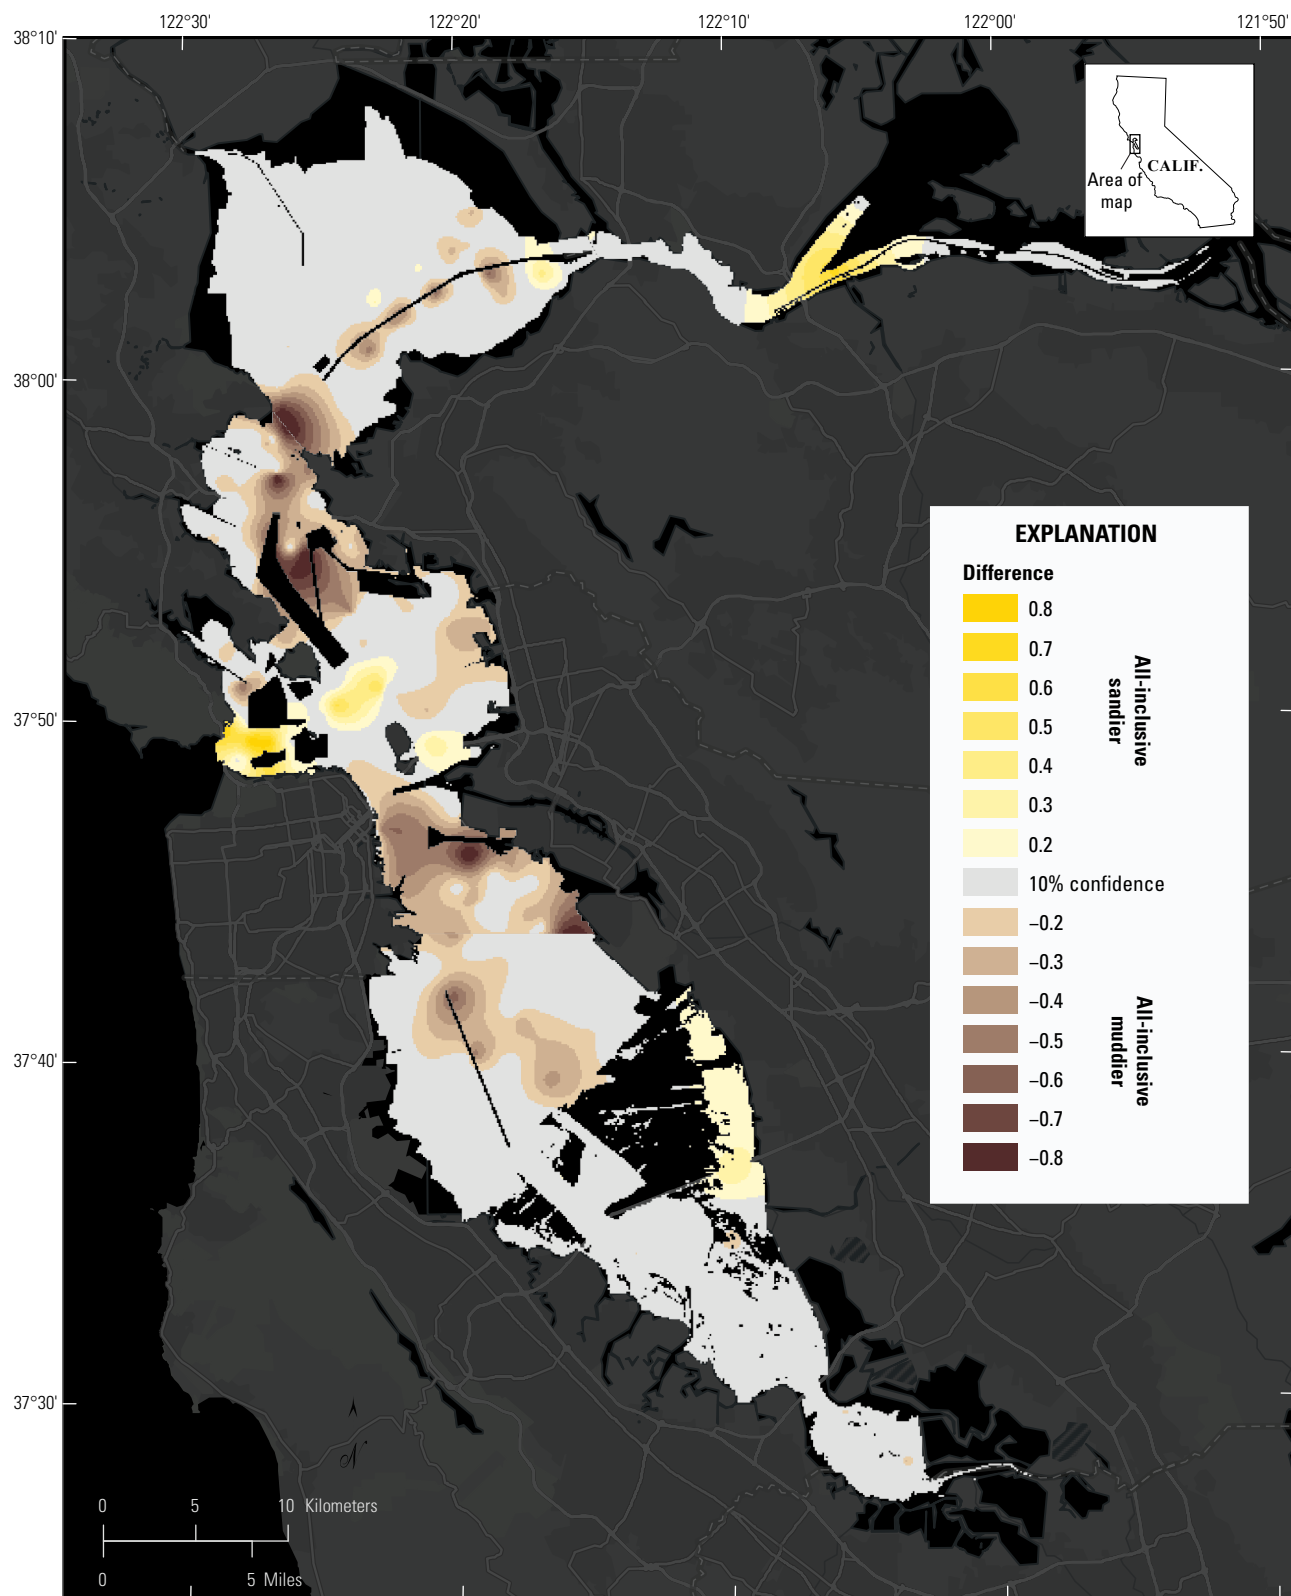 122°30' 122°20' 122°10' 122°00' 121°50'
38°10'
CALIF.
Area of
map
38°00'
EXPLANATION
Difference
0.8
0.7
0.6
0.5
0.4
0.3
0.2
All-inclusive
sandier
10% confidence
–0.2
–0.3
–0.4
–0.5
–0.6
–0.7
–0.8
All-inclusive
muddier
37°50'
37°40'
37°30'
0 5 10 Kilometers
0 5 Miles